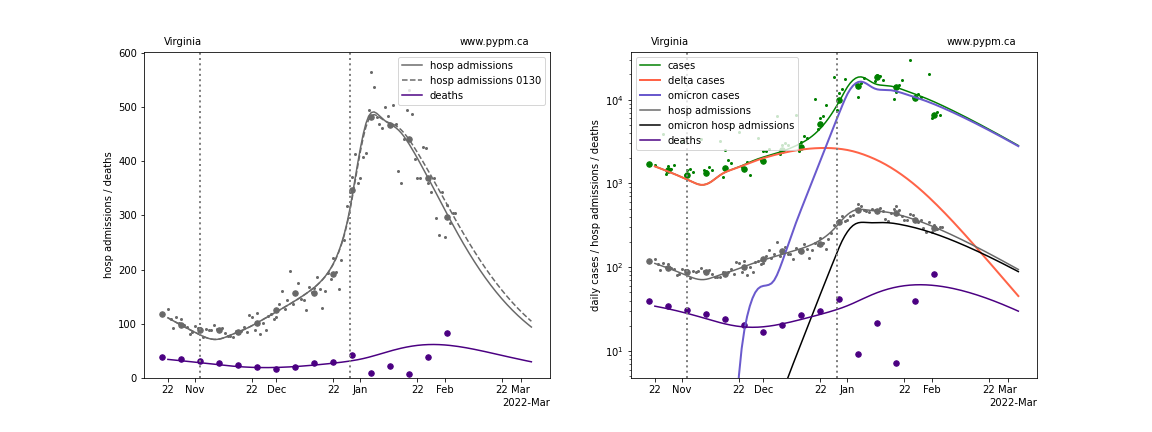 Virginia
www.pypm.ca
hosp admissions
hosp admissions 0130
deaths
hosp admissions / deaths
600
500
400
300
200
100
0
22 Nov 22 Dec 22 Jan 22 Feb 22 Mar
2022-Mar
Virginia
www.pypm.ca
cases
delta cases
omicron cases
hosp admissions
omicron hosp admissions
deaths
daily cases / hosp admissions / deaths
10⁴
10³
10²
10¹
22 Nov 22 Dec 22 Jan 22 Feb 22 Mar
2022-Mar